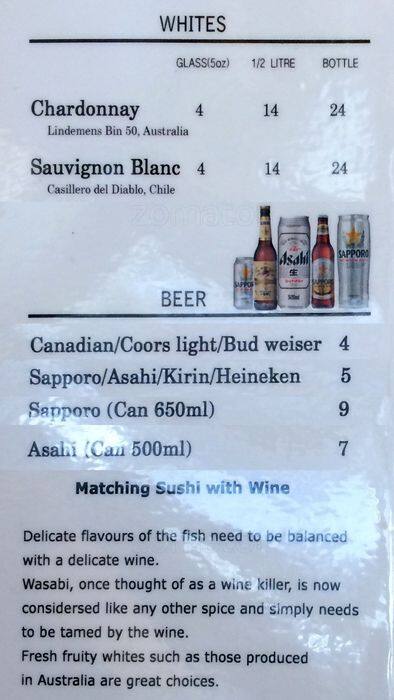 WHITES
GLASS(5oz) 1/2 LITRE BOTTLE
Chardonnay 4 14 24
Lindemens Bin 50, Australia
Sauvignon Blanc 4 14 24
Casillero del Diablo, Chile
zomato
Asahi
SAPPORO
BEER
Canadian/Coors light/Bud weiser 4
Sapporo/Asahi/Kirin/Heineken 5
Sapporo (Can 650ml) 9
Asahi (Can 500ml) 7
Matching Sushi with Wine
Delicate flavours of the fish need to be balanced
with a delicate wine.
Wasabi, once thought of as a wine killer, is now
considersed like any other spice and simply needs
to be tamed by the wine.
Fresh fruity whites such as those produced
in Australia are great choices.